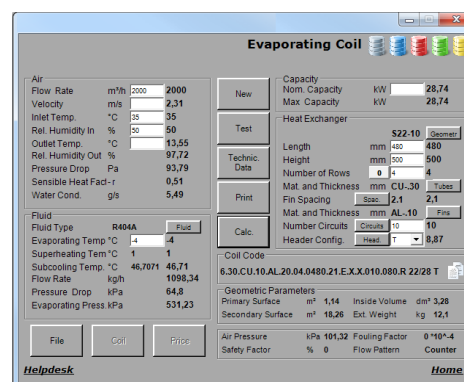 Evaporating Coil
Air
Flow Rate m³/h 2000 2000
Velocity m/s 2,31
Inlet Temp. °C 35 35
Rel. Humidity In % 50 50
Outlet Temp. °C 13,55
Rel. Humidity Out % 97,72
Pressure Drop Pa 93,79
Sensible Heat Fact-r 0,51
Water Cond. g/s 5,49
Fluid
Fluid Type R404A Fluid
Evaporating Temp °C -4 -4
Superheating Tem °C 1 1
Subcooling Temp. °C 46,7071 46,71
Flow Rate kg/h 1098,34
Pressure Drop kPa 64,8
Evaporating Press. kPa 531,23
File Coil Price
Helpdesk
New
Test
Technic. Data
Print
Calc.
Capacity
Nom. Capacity kW 28,74
Max Capacity kW 28,74
Heat Exchanger
S22-10 Geometr
Length mm 480 480
Height mm 500 500
Number of Rows 0 4 4
Mat. and Thickness mm CU-.30 Tubes
Fin Spacing Spac. 2.1 2,1
Mat. and Thickness mm AL-.10 Fins
Number Circuits Circuits 10 10
Header Config. Head. T 8,87
Coil Code
6.30.CU.10.AL.20.04.0480.21.E.X.X.010.080.R 22/28 T
Geometric Parameters
Primary Surface m² 1,14 Inside Volume dm³ 3,28
Secondary Surface m² 18,26 Ext. Weight kg 12,1
Air Pressure kPa 101,32 Fouling Factor 0 *10^-4
Safety Factor % 0 Flow Pattern Counter
Home